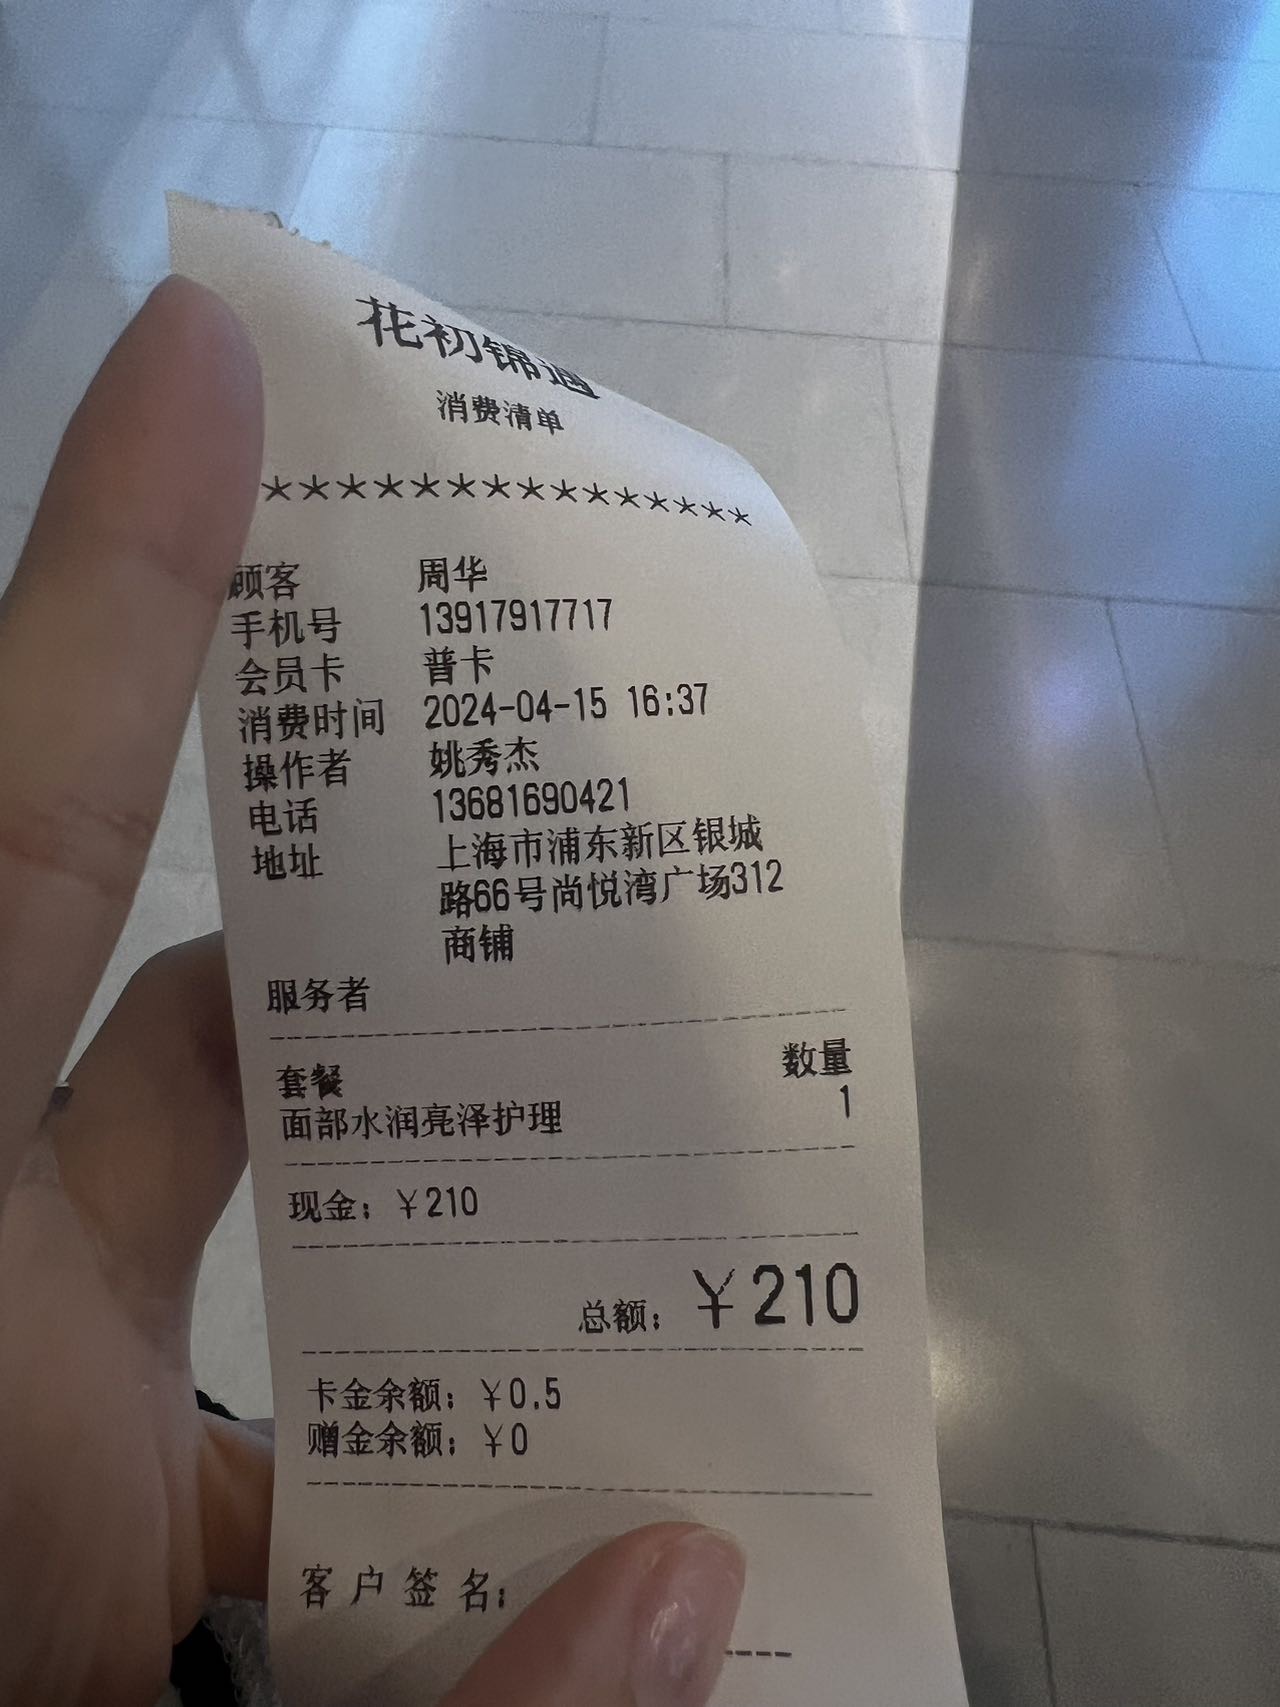 花初锦遇
消费清单
***************
顾客 周华
手机号 13917917717
会员卡 普卡
消费时间 2024-04-15 16:37
操作者 姚秀杰
电话 13681690421
地址 上海市浦东新区银城
路66号尚悦湾广场312
商铺
服务者
套餐 数量
面部水润亮泽护理 1
现金：￥210
总额：￥210
卡金余额：￥0.5
赠金余额：￥0
客 户 签 名：